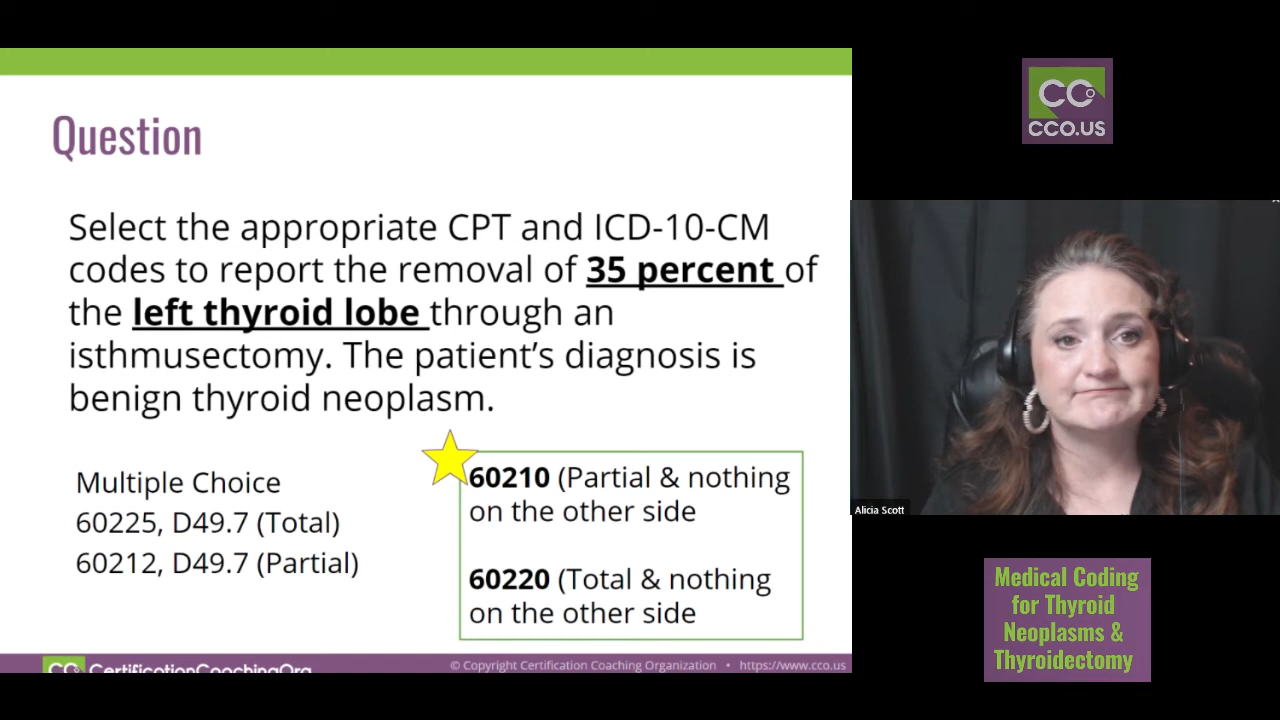 Question
Select the appropriate CPT and ICD-10-CM
codes to report the removal of 35 percent of
the left thyroid lobe through an
isthmusectomy. The patient’s diagnosis is
benign thyroid neoplasm.
Multiple Choice
60225, D49.7 (Total)
60212, D49.7 (Partial)
60210 (Partial & nothing
on the other side
60220 (Total & nothing
on the other side
CC CertificationCoachingOrg
© Copyright Certification Coaching Organization • https://www.cco.us
CCO
CCO.US
Alicia Scott
Medical Coding
for Thyroid
Neoplasms &
Thyroidectomy